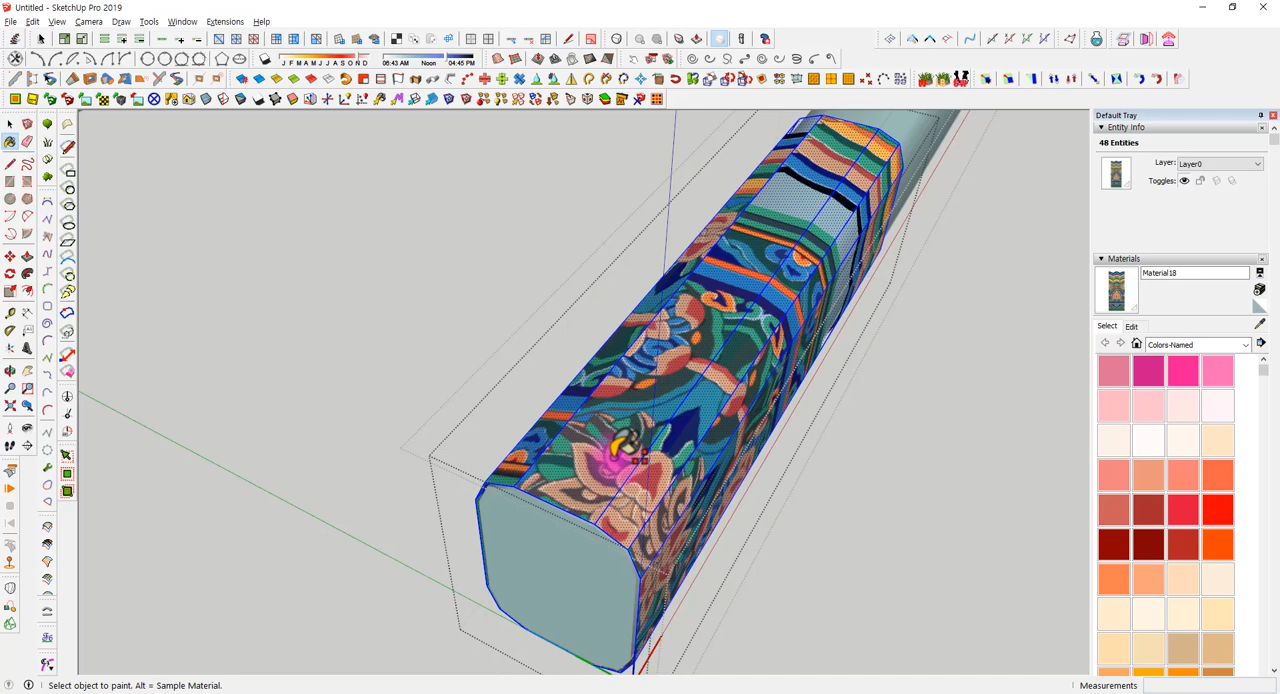 Untitled - SketchUp Pro 2019
File Edit View Camera Draw Tools Window Extensions Help
J F M A M J J A S O N D
06:43 AM Noon 04:45 PM
Default Tray
Entity Info
48 Entities
Layer: Layer0
Toggles:
Materials
Material18
Select Edit
Colors-Named
Select object to paint. Alt = Sample Material.
Measurements